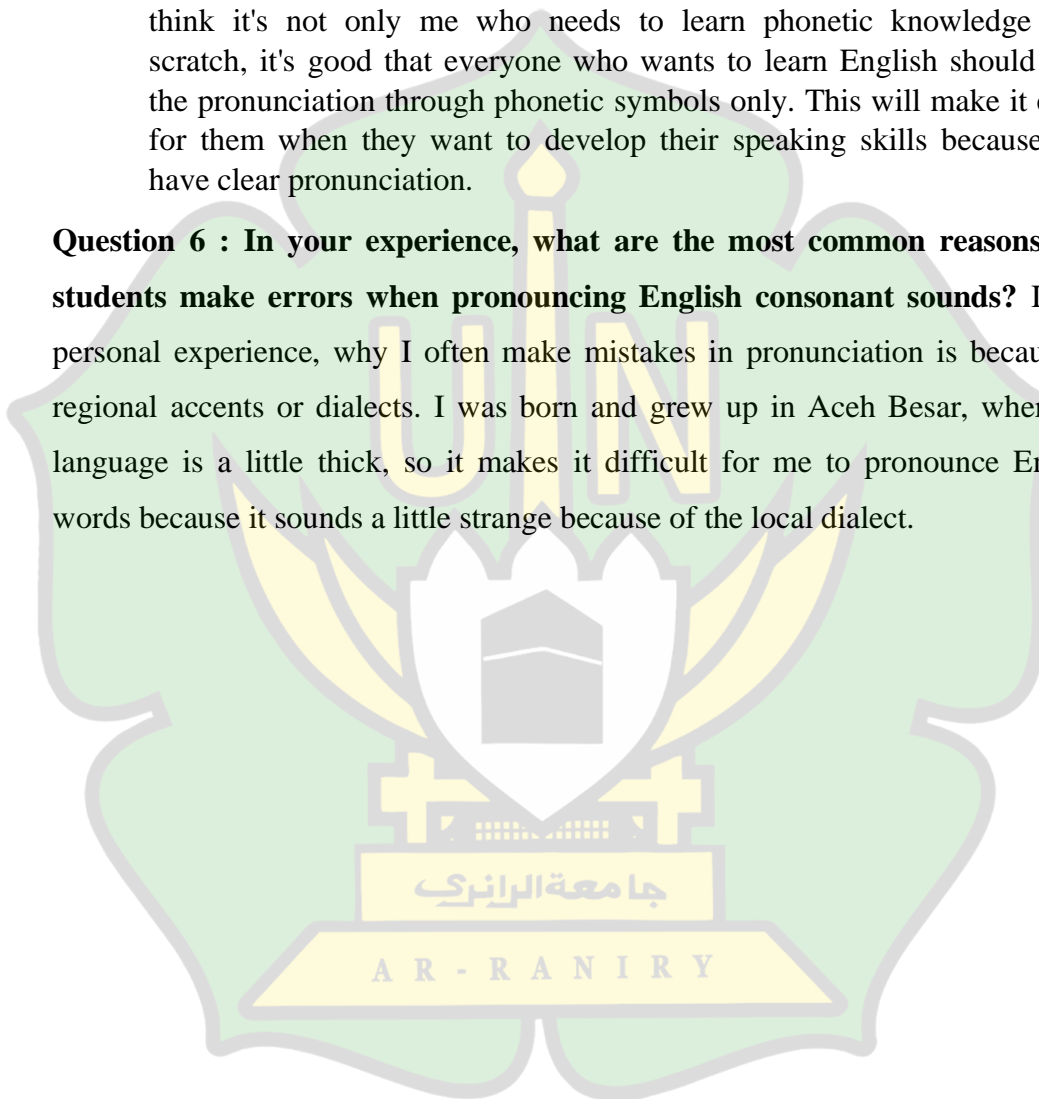 think it's not only me who needs to learn phonetic knowledge
scratch, it's good that everyone who wants to learn English should
the pronunciation through phonetic symbols only. This will make it
for them when they want to develop their speaking skills because
have clear pronunciation.
Question 6 : In your experience, what are the most common reasons
students make errors when pronouncing English consonant sounds?
personal experience, why I often make mistakes in pronunciation is
regional accents or dialects. I was born and grew up in Aceh Besar,
language is a little thick, so it makes it difficult for me to pronounce
words because it sounds a little strange because of the local dialect.
UIN
جامعة الرانري
AR-RANIRY